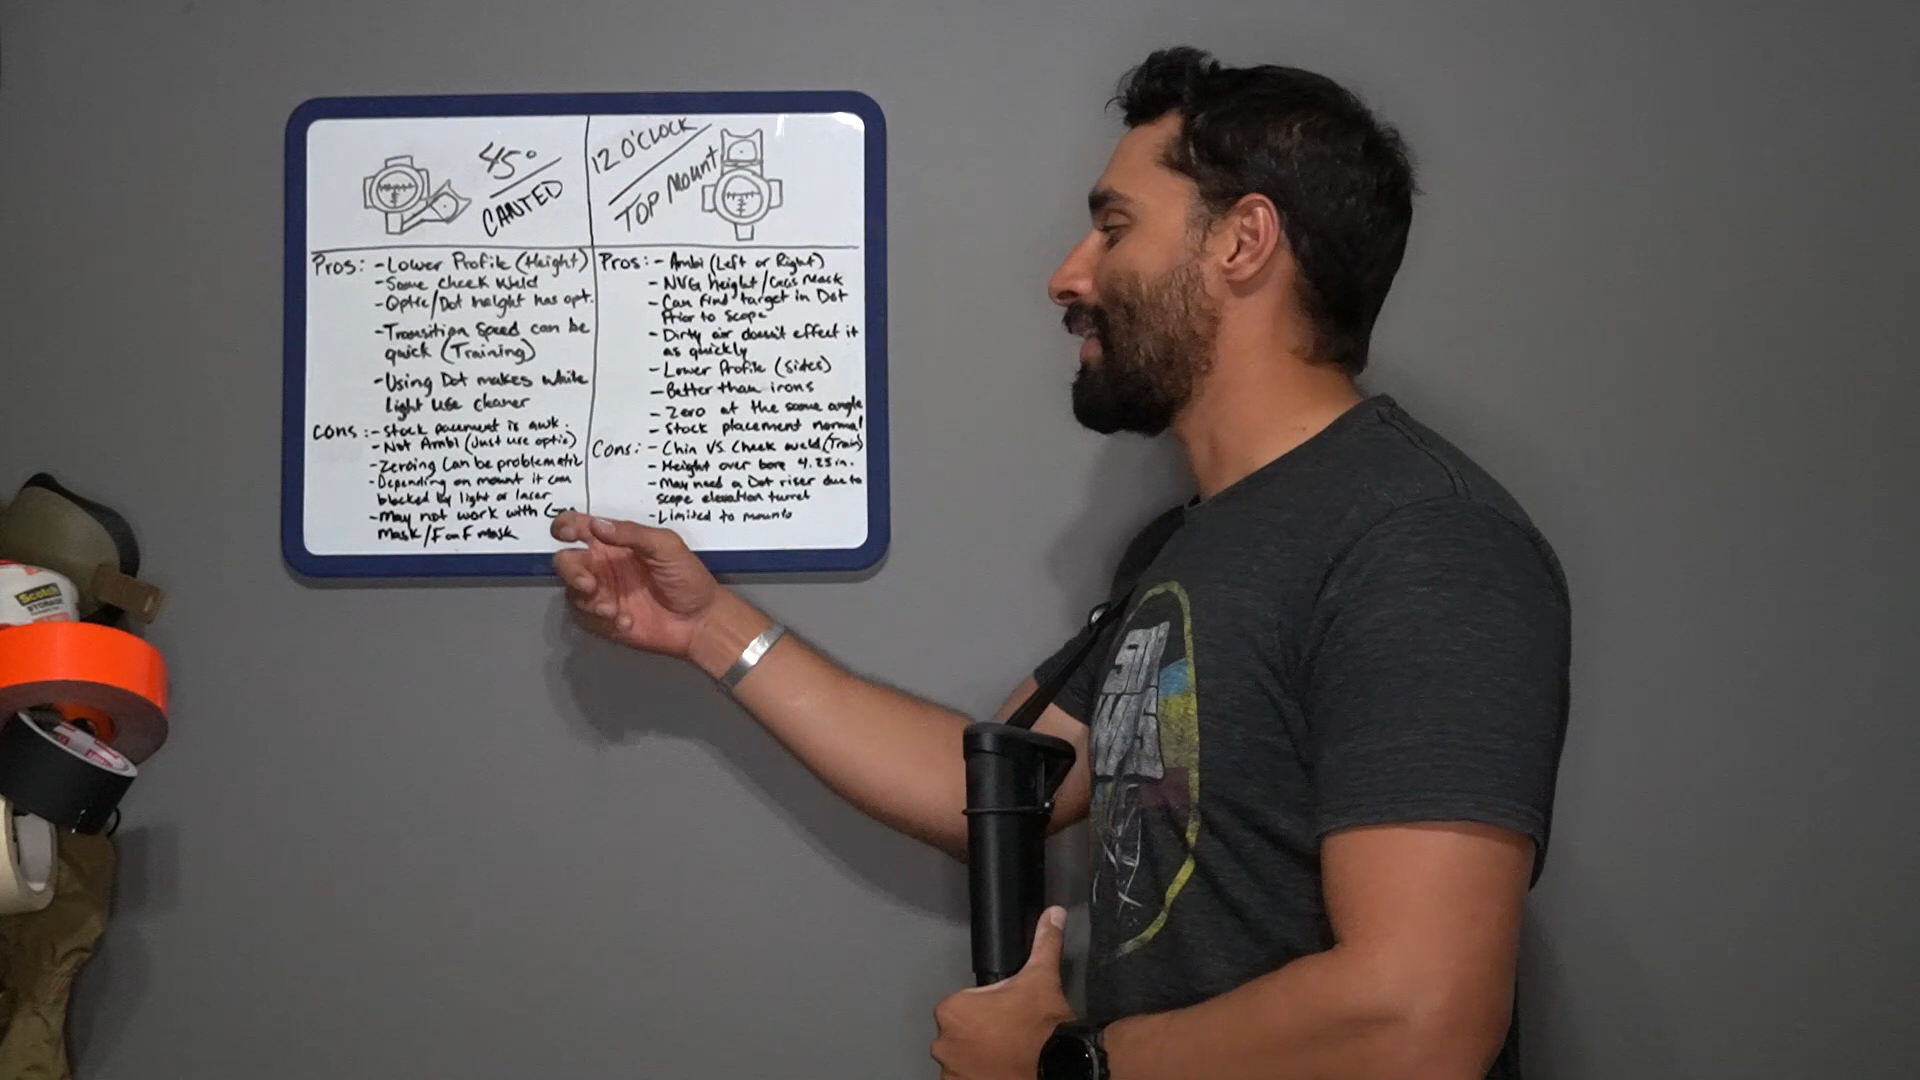 45°
CANTED
Pros: - Lower Profile (Height)
- Same cheek weld
- Optic/Dot height has opt.
- Transition speed can be
quick (Training)
- Using Dot makes white
light use cleaner
Cons: - Stock pacement is awk.
- Not Ambi (Just use optic)
- Zeroing can be problematic
- Depending on mount it can
blocked by light or laser
- May not work with
Mask/Fan F mask
12 O'CLOCK
TOP MOUNT
Pros: - Ambi (Left or Right)
- NVG height/Gas Mask
- Can find target in Dot
Prior to scope
- Dirty air doesn't effect it
as quickly
- Lower Profile (sides)
- Better than irons
- Zero at the same angle
- Stock placement normal
Cons: - Chin VS. Cheek weld (Train)
- Height over bore 4.25in.
- May need a Dot riser due to
scope elevation turret
- Limited to mounts
Scotch
STORAGE